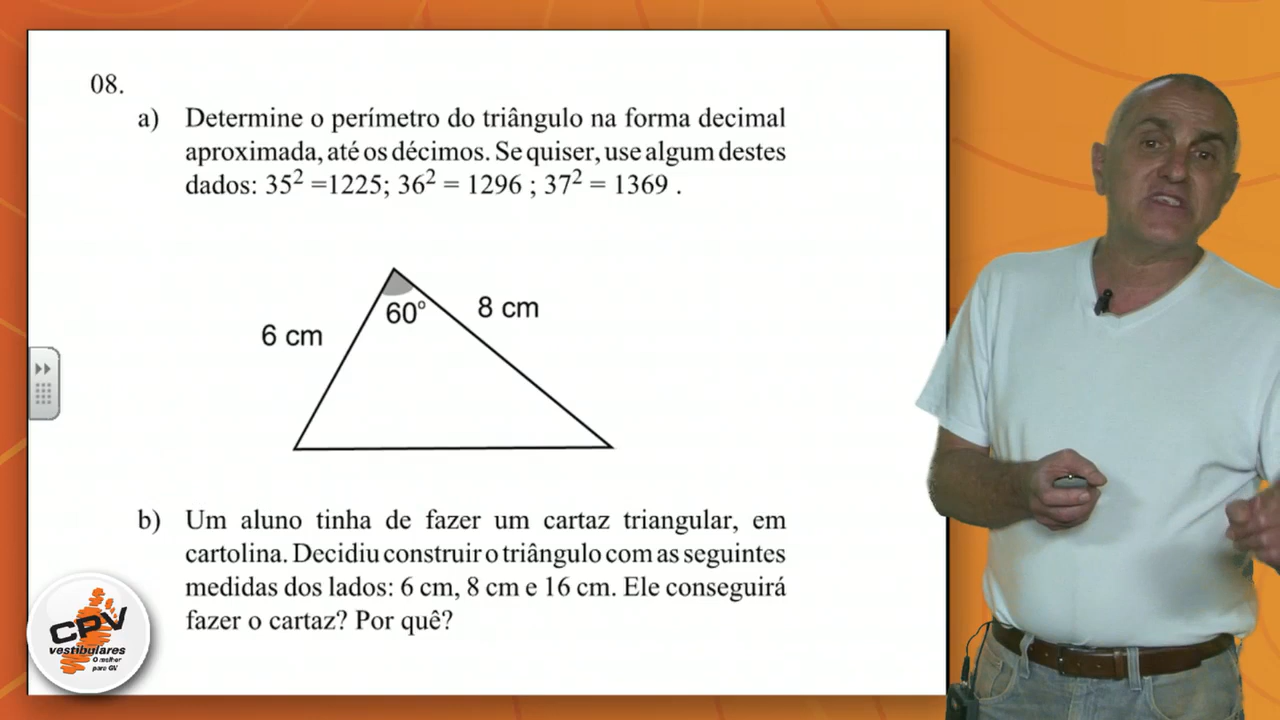 08.
a) Determine o perímetro do triângulo na forma decimal
aproximada, até os décimos. Se quiser, use algum destes
dados: 35² =1225; 36² = 1296 ; 37² = 1369 .
60°
8 cm
6 cm
b) Um aluno tinha de fazer um cartaz triangular, em
cartolina. Decidiu construir o triângulo com as seguintes
medidas dos lados: 6 cm, 8 cm e 16 cm. Ele conseguirá
fazer o cartaz? Por quê?
CPV
vestibulares
O melhor
para GV